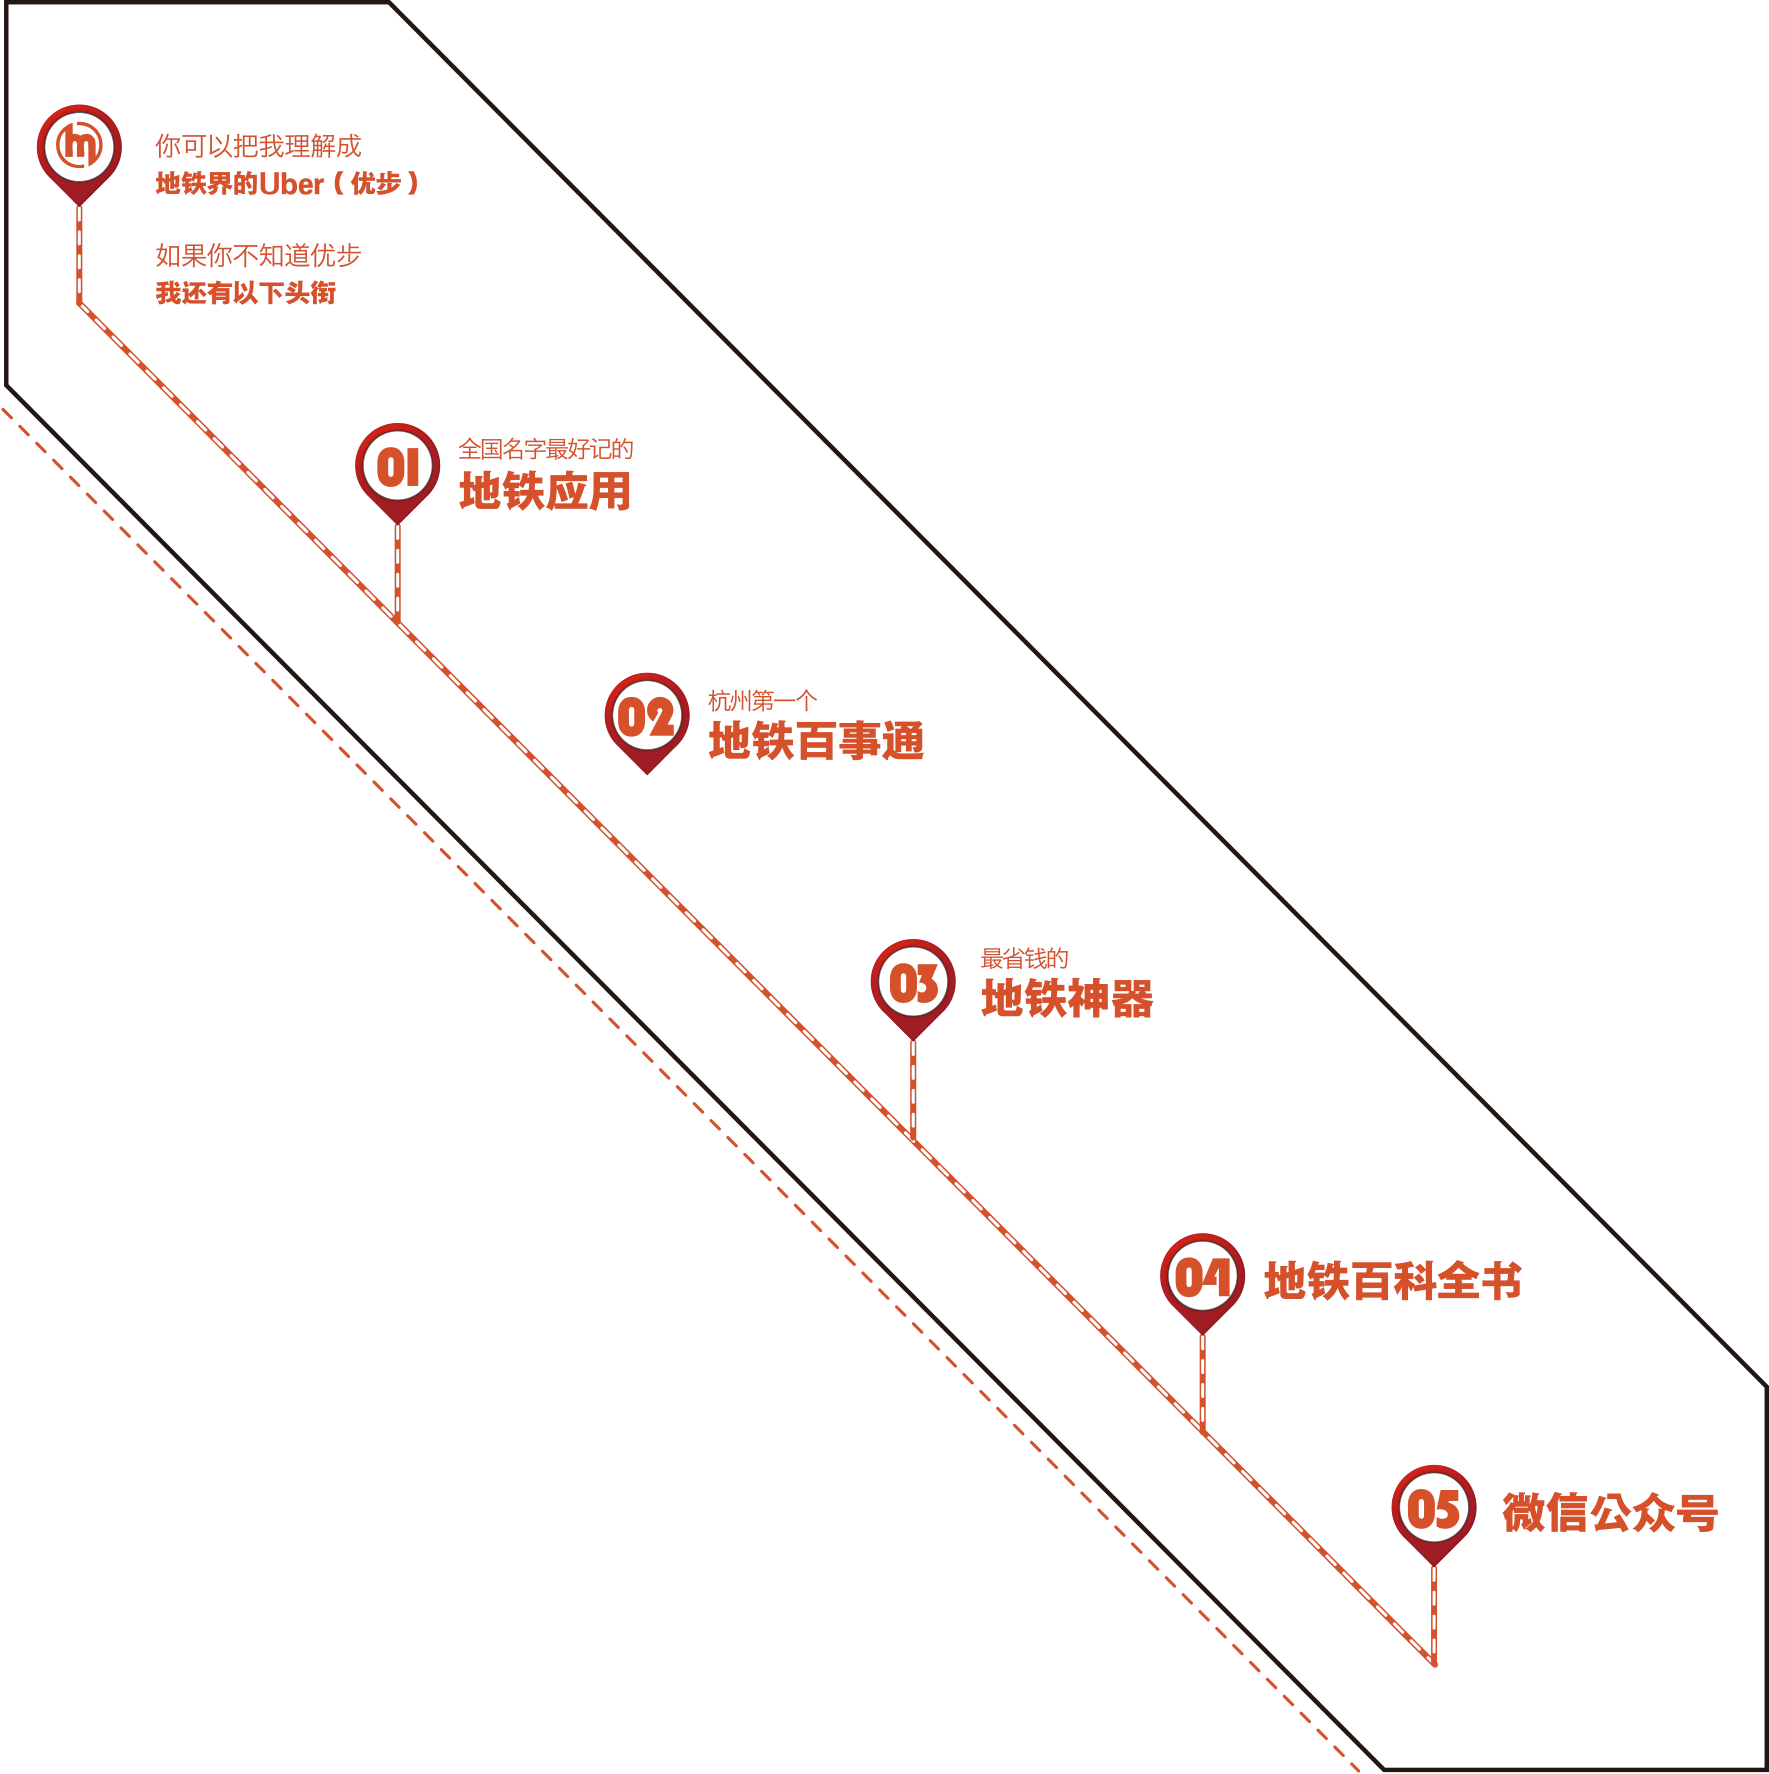 m
你可以把我理解成
地铁界的Uber（优步）
如果你不知道优步
我还有以下头衔
01
全国名字最好记的
地铁应用
02
杭州第一个
地铁百事通
03
最省钱的
地铁神器
04
地铁百科全书
05
微信公众号